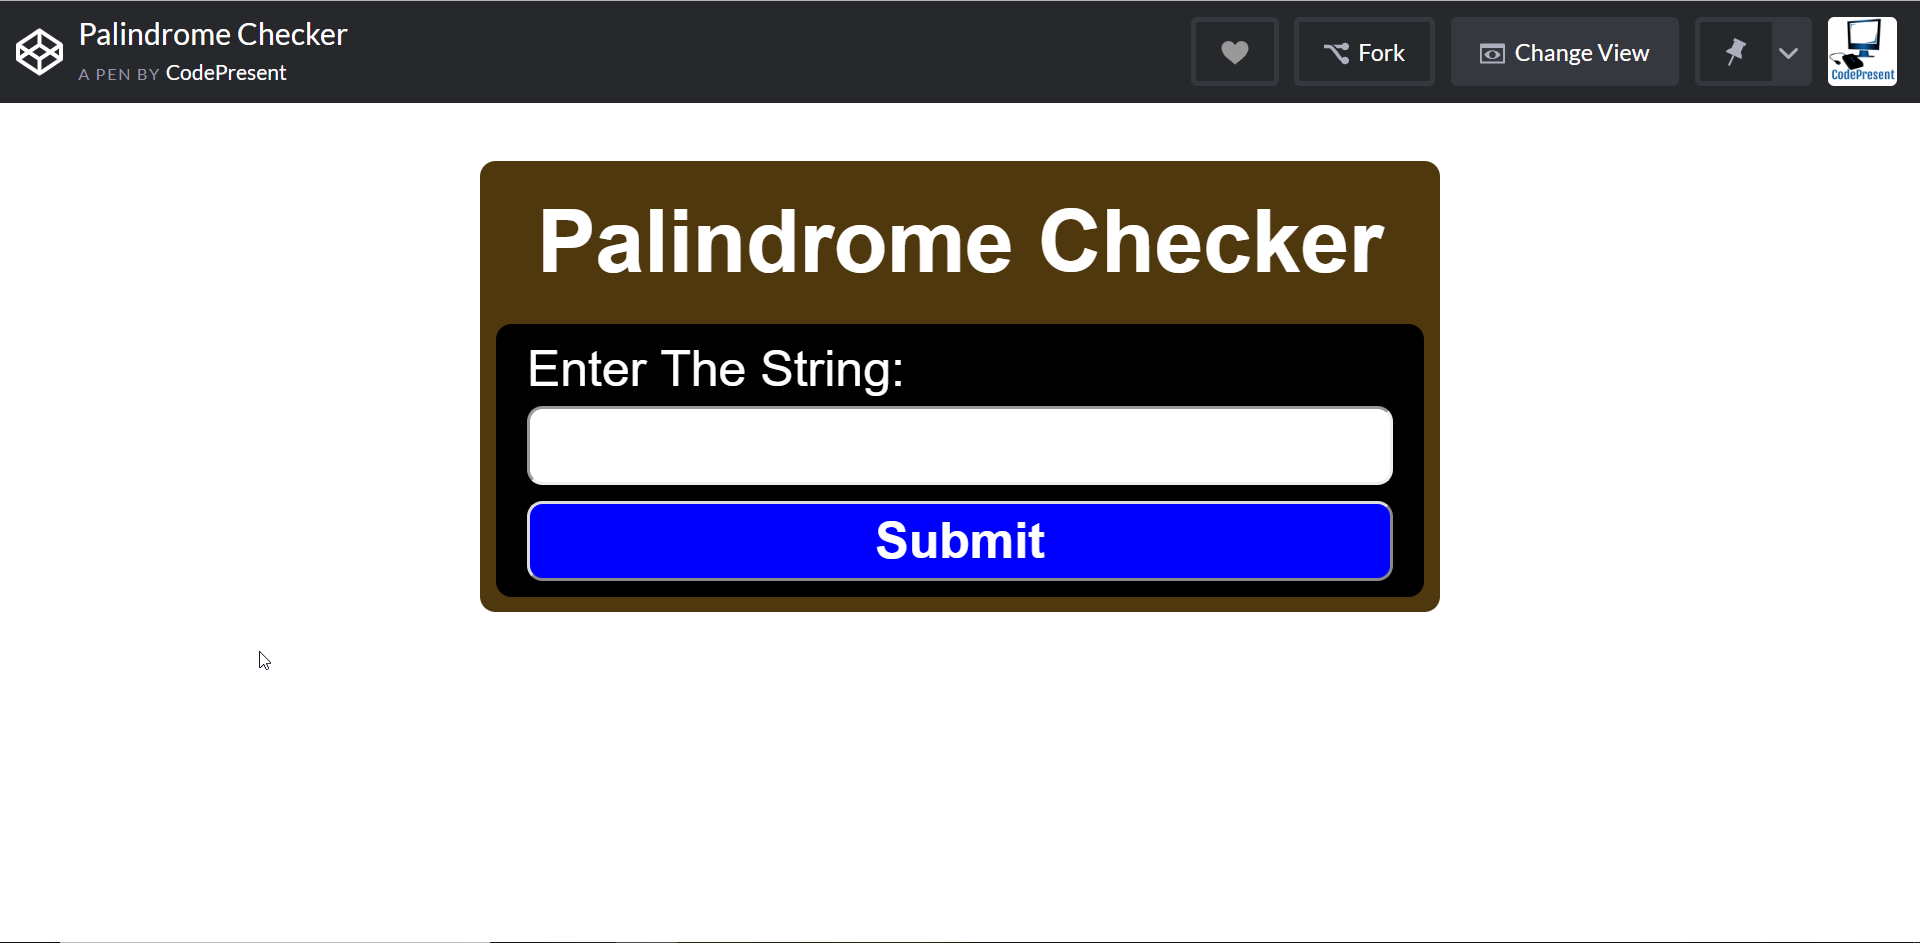 Palindrome Checker
A PEN BY CodePresent
Fork
Change View
CodePresent
Palindrome Checker
Enter The String:
Submit